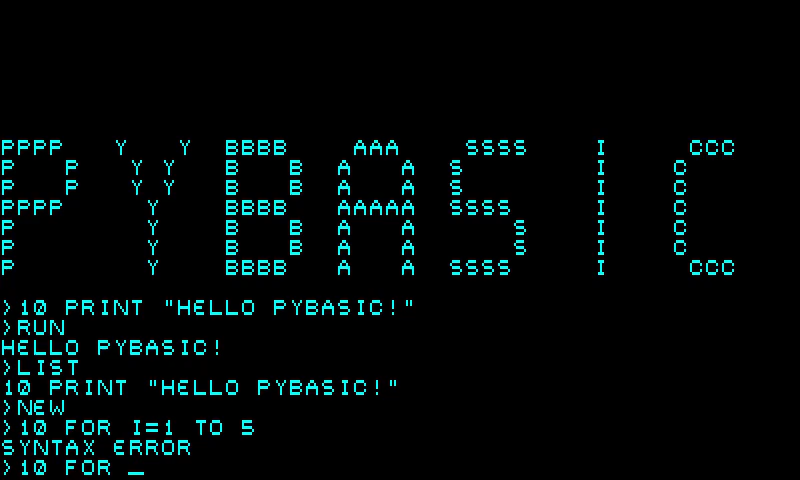 PPPP   Y   Y  BBBB    AAA    SSSS    I     CCC
P   P   Y Y   B   B  A   A  S        I    C
P   P   Y Y   B   B  A   A  S        I    C
PPPP     Y    BBBB   AAAAA  SSSS     I    C
P        Y    B   B  A   A      S    I    C
P        Y    B   B  A   A      S    I    C
P        Y    BBBB   A   A  SSSS     I     CCC
>10 PRINT "HELLO PYBASIC!"
>RUN
HELLO PYBASIC!
>LIST
10 PRINT "HELLO PYBASIC!"
>NEW
>10 FOR I=1 TO 5
SYNTAX ERROR
>10 FOR _